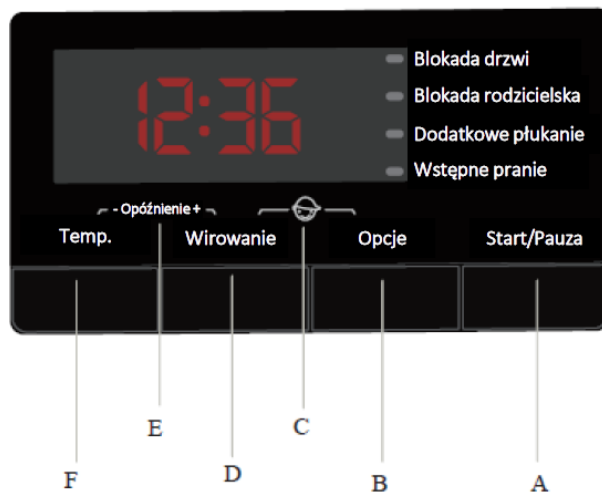 12:36
Blokada drzwi
Blokada rodzicielska
Dodatkowe płukanie
Wstępne pranie
- Opóźnienie +
Temp. Wirowanie Opcje Start/Pauza
E C
F D B A